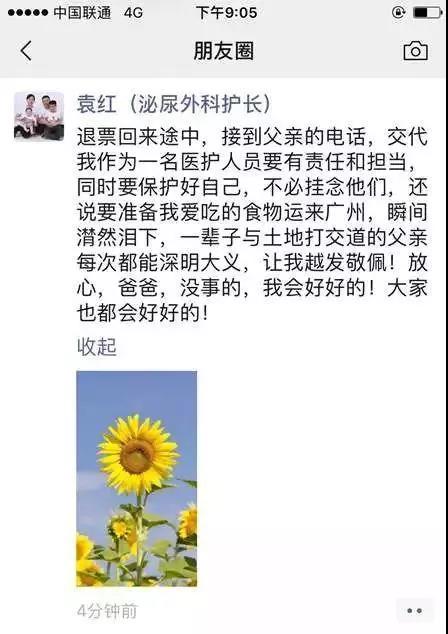 中国联通 4G 下午9:05
朋友圈
袁红（泌尿外科护长）
退票回来途中，接到父亲的电话，交代
我作为一名医护人员要有责任和担当，
同时要保护好自己，不必挂念他们，还
说要准备我爱吃的食物运来广州，瞬间
潸然泪下，一辈子与土地打交道的父亲
每次都能深明大义，让我越发敬佩！放
心，爸爸，没事的，我会好好的！大家
也都会好好的！
收起
4分钟前